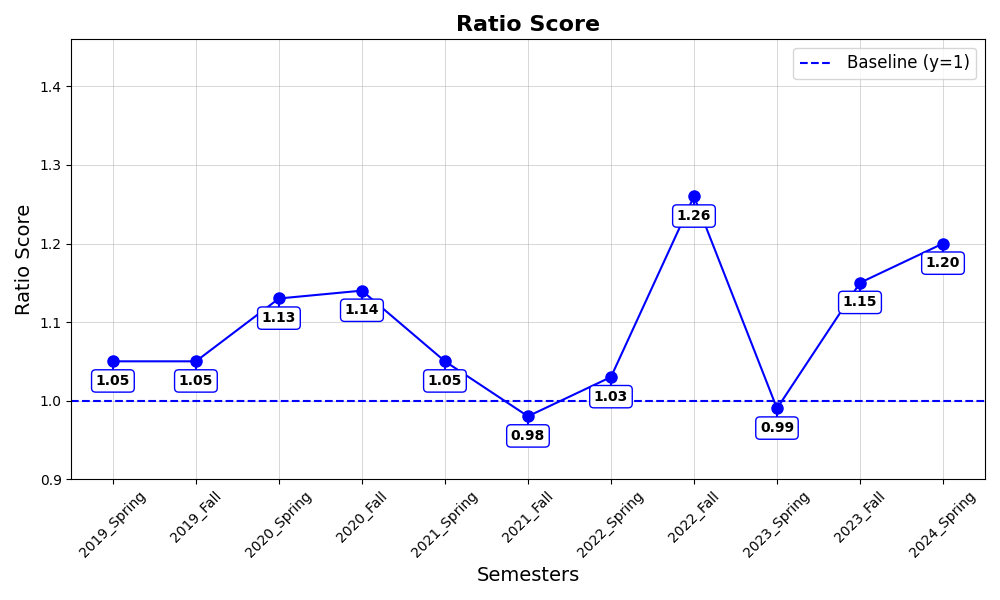 Ratio Score
Baseline (y=1)
Ratio Score
1.4
1.3
1.2
1.1
1.0
0.9
1.05
1.05
1.13
1.14
1.05
0.98
1.03
1.26
0.99
1.15
1.20
2019_Spring
2019_Fall
2020_Spring
2020_Fall
2021_Spring
2021_Fall
2022_Spring
2022_Fall
2023_Spring
2023_Fall
2024_Spring
Semesters